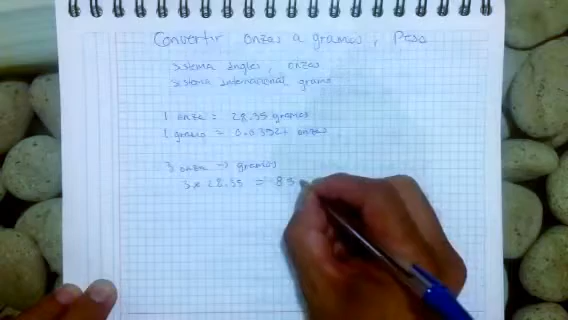 Convertir onzas a gramos, Peso
Sistema Ingles, onzas
Sistema Internacional gramo
1 onza = 28.35 gramos
1 gramo = 0.03527 onzas
3 onza → gramos
3 * 28.35 = 85